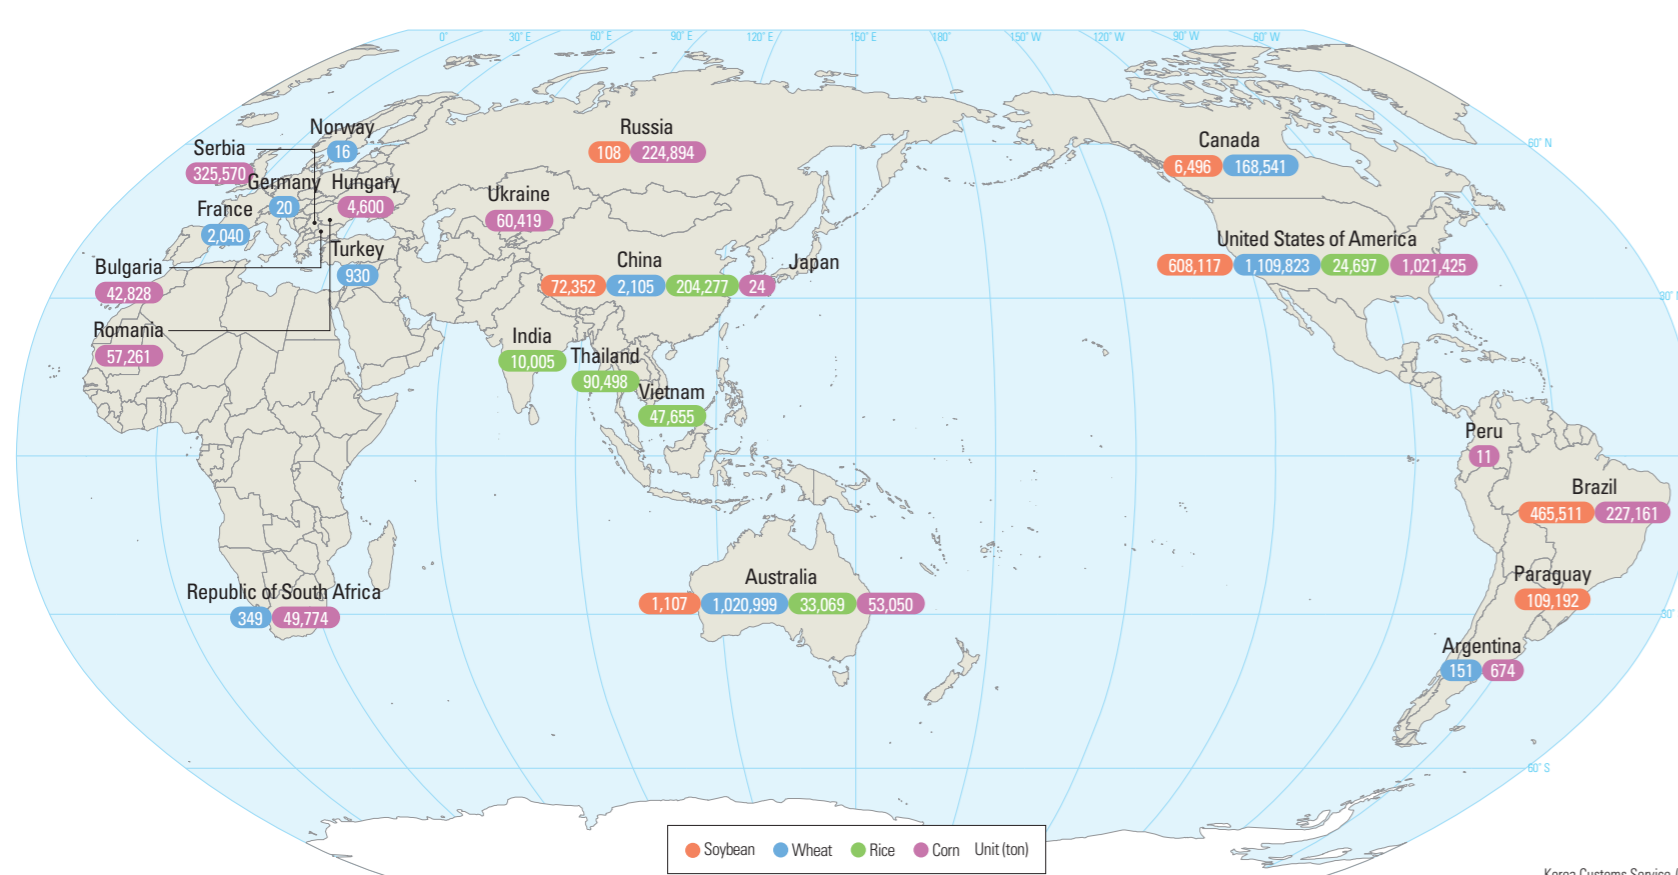 0°
30° E
60° E
90° E
120° E
150° E
180°
150° W
120° W
90° W
60° W
60° N
30° N
30°
60° S
Norway
16
Serbia
325,570
Germany
20
Hungary
4,600
France
2,040
Turkey
930
Bulgaria
42,828
Romania
57,261
Russia
108 224,894
Ukraine
60,419
China
72,352 2,105 204,277 24
Japan
India
10,005
Thailand
90,498
Vietnam
47,655
Canada
6,496 168,541
United States of America
608,117 1,109,823 24,697 1,021,425
Peru
11
Brazil
465,511 227,161
Paraguay
109,192
Argentina
151 674
Republic of South Africa
349 49,774
Australia
1,107 1,020,999 33,069 53,050
Soybean Wheat Rice Corn Unit (ton)
Korea Customs Service